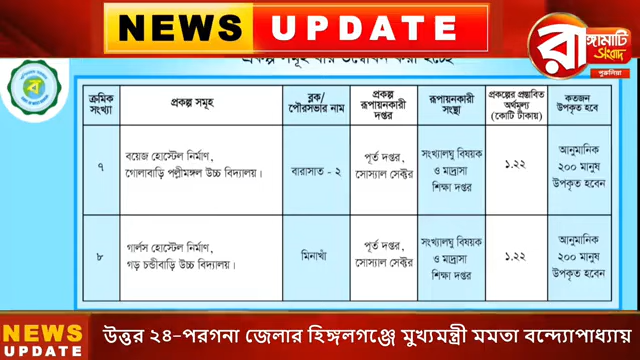 NEWS UPDATE
রাঙ্গামাটি
সংবাদ
পুরুলিয়া
ক্রমিক সংখ্যা
প্রকল্প সমূহ
ব্লক/ পৌরসভার নাম
প্রকল্প রূপায়নকারী দপ্তর
রূপায়নকারী সংস্থা
প্রকল্পের প্রস্তাবিত অর্থমূল্য (কোটি টাকায়)
কতজন উপকৃত হবে
৭
বয়েজ হোস্টেল নির্মাণ,
গোলাবাড়ি পল্লীমঙ্গল উচ্চ বিদ্যালয়।
বারাসাত - ২
পূর্ত দপ্তর,
সোস্যাল সেক্টর
সংখ্যালঘু বিষয়ক
ও মাদ্রাসা
শিক্ষা দপ্তর
১.২২
আনুমানিক
২০০ মানুষ
উপকৃত হবেন
৮
গার্লস হোস্টেল নির্মাণ,
গড় চন্ডীবাড়ি উচ্চ বিদ্যালয়।
মিনাখাঁ
পূর্ত দপ্তর,
সোস্যাল সেক্টর
সংখ্যালঘু বিষয়ক
ও মাদ্রাসা
শিক্ষা দপ্তর
১.২২
আনুমানিক
২০০ মানুষ
উপকৃত হবেন
NEWS
UPDATE
উত্তর ২৪-পরগনা জেলার হিঙ্গলগঞ্জে মুখ্যমন্ত্রী মমতা বন্দ্যোপাধ্যায়